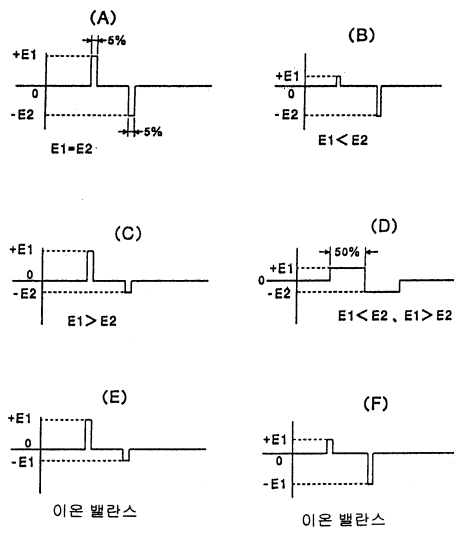 (A)
5%
+E1
0
-E2
5%
E1=E2
(B)
+E1
0
-E2
E1<E2
(C)
+E1
0
-E2
E1>E2
(D)
50%
+E1
0
-E2
E1<E2 、E1>E2
(E)
+E1
0
-E1
이온 밸란스
(F)
+E1
0
-E1
이온 밸란스